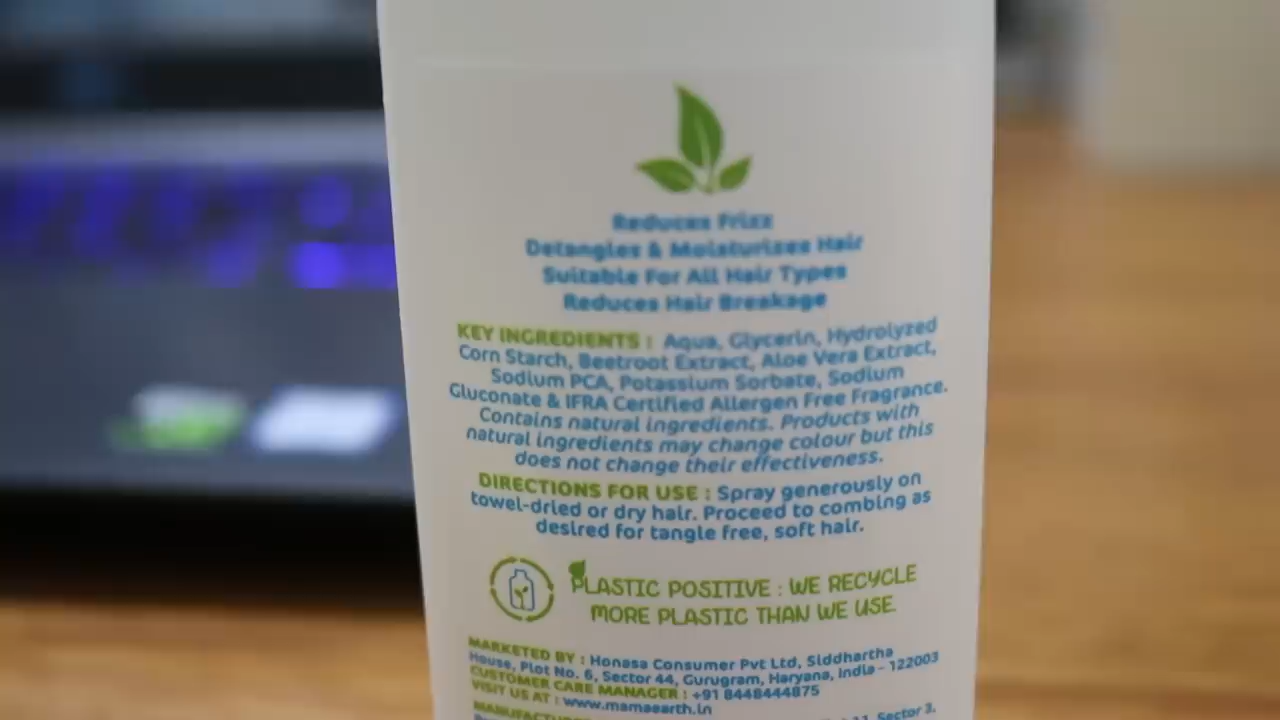 Reduces Frizz
Detangles & Moisturizes Hair
Suitable For All Hair Types
Reduces Hair Breakage
KEY INGREDIENTS : Aqua, Glycerin, Hydrolyzed
Corn Starch, Beetroot Extract, Aloe Vera Extract,
Sodium PCA, Potassium Sorbate, Sodium
Gluconate & IFRA Certified Allergen Free Fragrance.
Contains natural ingredients. Products with
natural ingredients may change colour but this
does not change their effectiveness.
DIRECTIONS FOR USE : Spray generously on
towel-dried or dry hair. Proceed to combing as
desired for tangle free, soft hair.
PLASTIC POSITIVE : WE RECYCLE
MORE PLASTIC THAN WE USE.
MARKETED BY : Honasa Consumer Pvt Ltd, Siddhartha
House, Plot No. 6, Sector 44, Gurugram, Haryana, India - 122003
CUSTOMER CARE MANAGER : +91 8448444875
VISIT US AT : www.mamaearth.in
Sector 3,